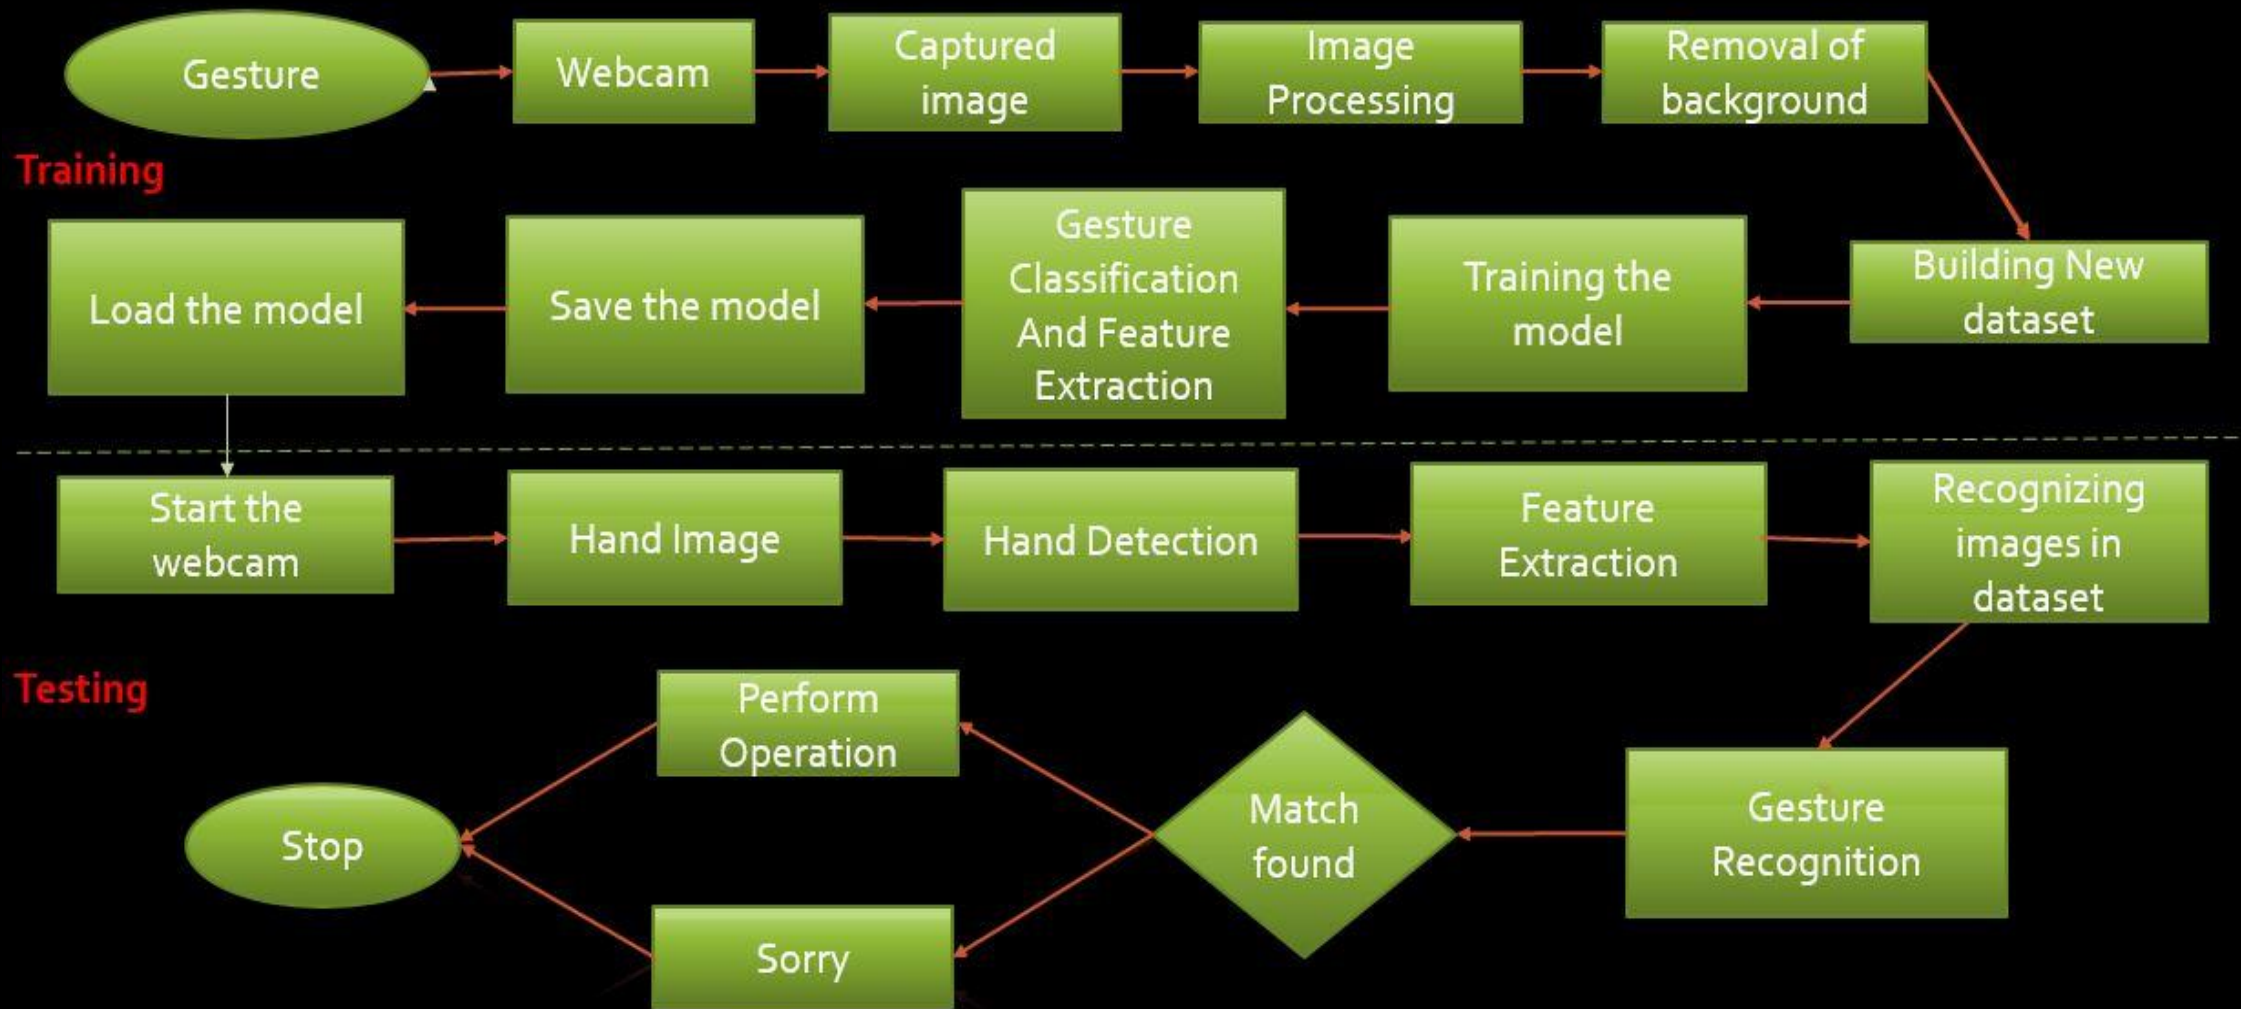 Gesture
Webcam
Captured
image
Image
Processing
Removal of
background
Training
Building New
dataset
Training the
model
Gesture
Classification
And Feature
Extraction
Save the model
Load the model
Start the
webcam
Hand Image
Hand Detection
Feature
Extraction
Recognizing
images in
dataset
Testing
Gesture
Recognition
Match
found
Perform
Operation
Sorry
Stop